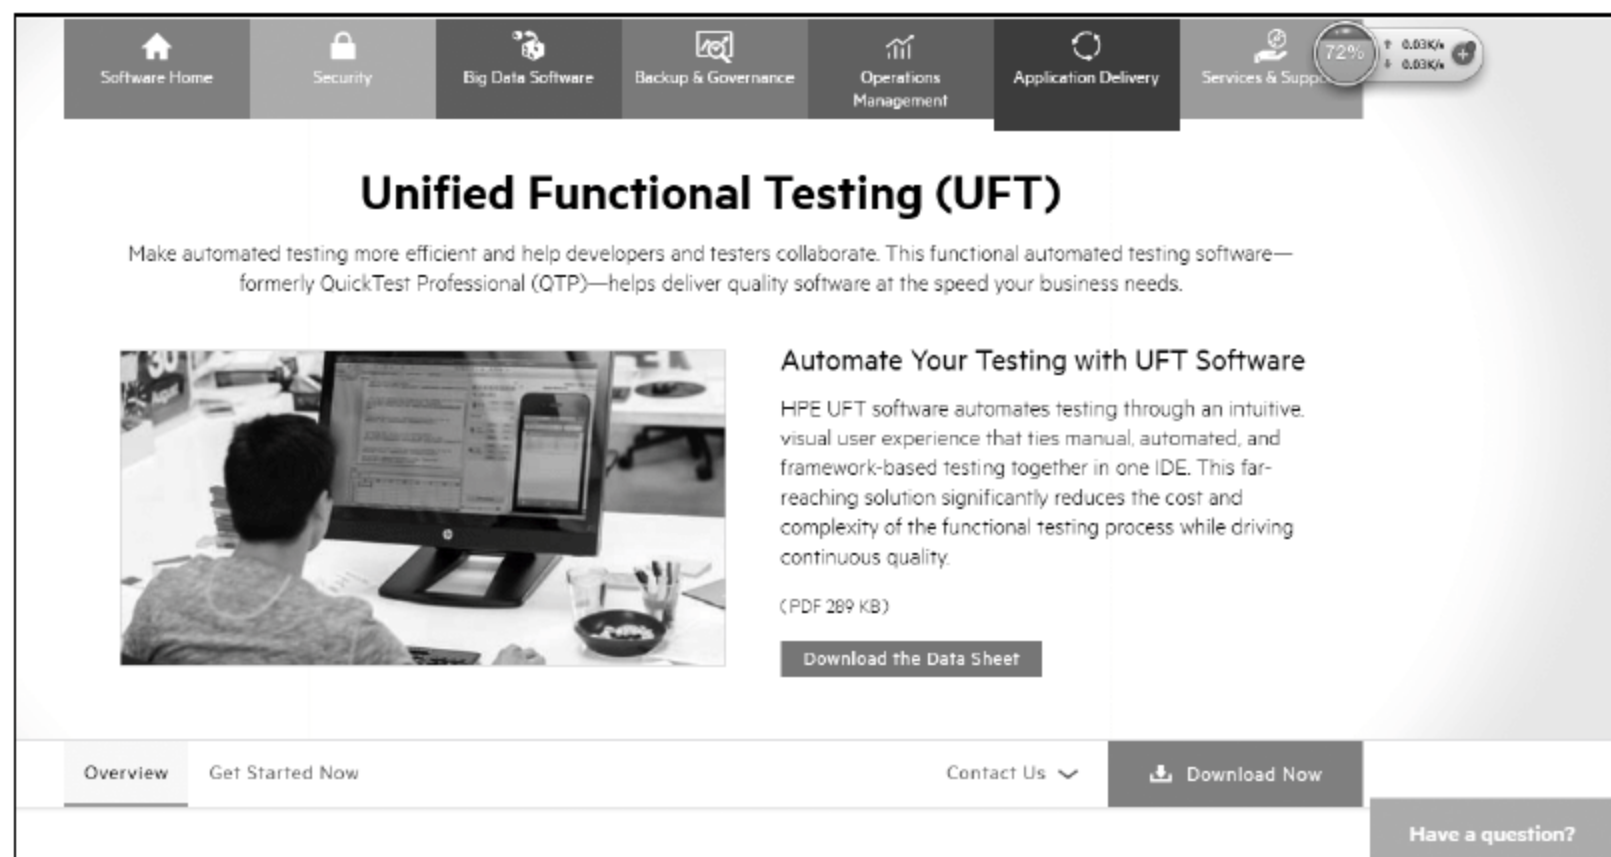 Software Home
Security
Big Data Software
Backup & Governance
Operations
Management
Application Delivery
Services &
72%
0.03K/s
0.03K/s
Unified Functional Testing (UFT)
Make automated testing more efficient and help developers and testers collaborate. This functional automated testing software—
formerly QuickTest Professional (QTP)—helps deliver quality software at the speed your business needs.
Automate Your Testing with UFT Software
HPE UFT software automates testing through an intuitive,
visual user experience that ties manual, automated, and
framework-based testing together in one IDE. This far-
reaching solution significantly reduces the cost and
complexity of the functional testing process while driving
continuous quality.
(PDF 289 KB)
Download the Data Sheet
Overview
Get Started Now
Contact Us
Download Now
Have a question?